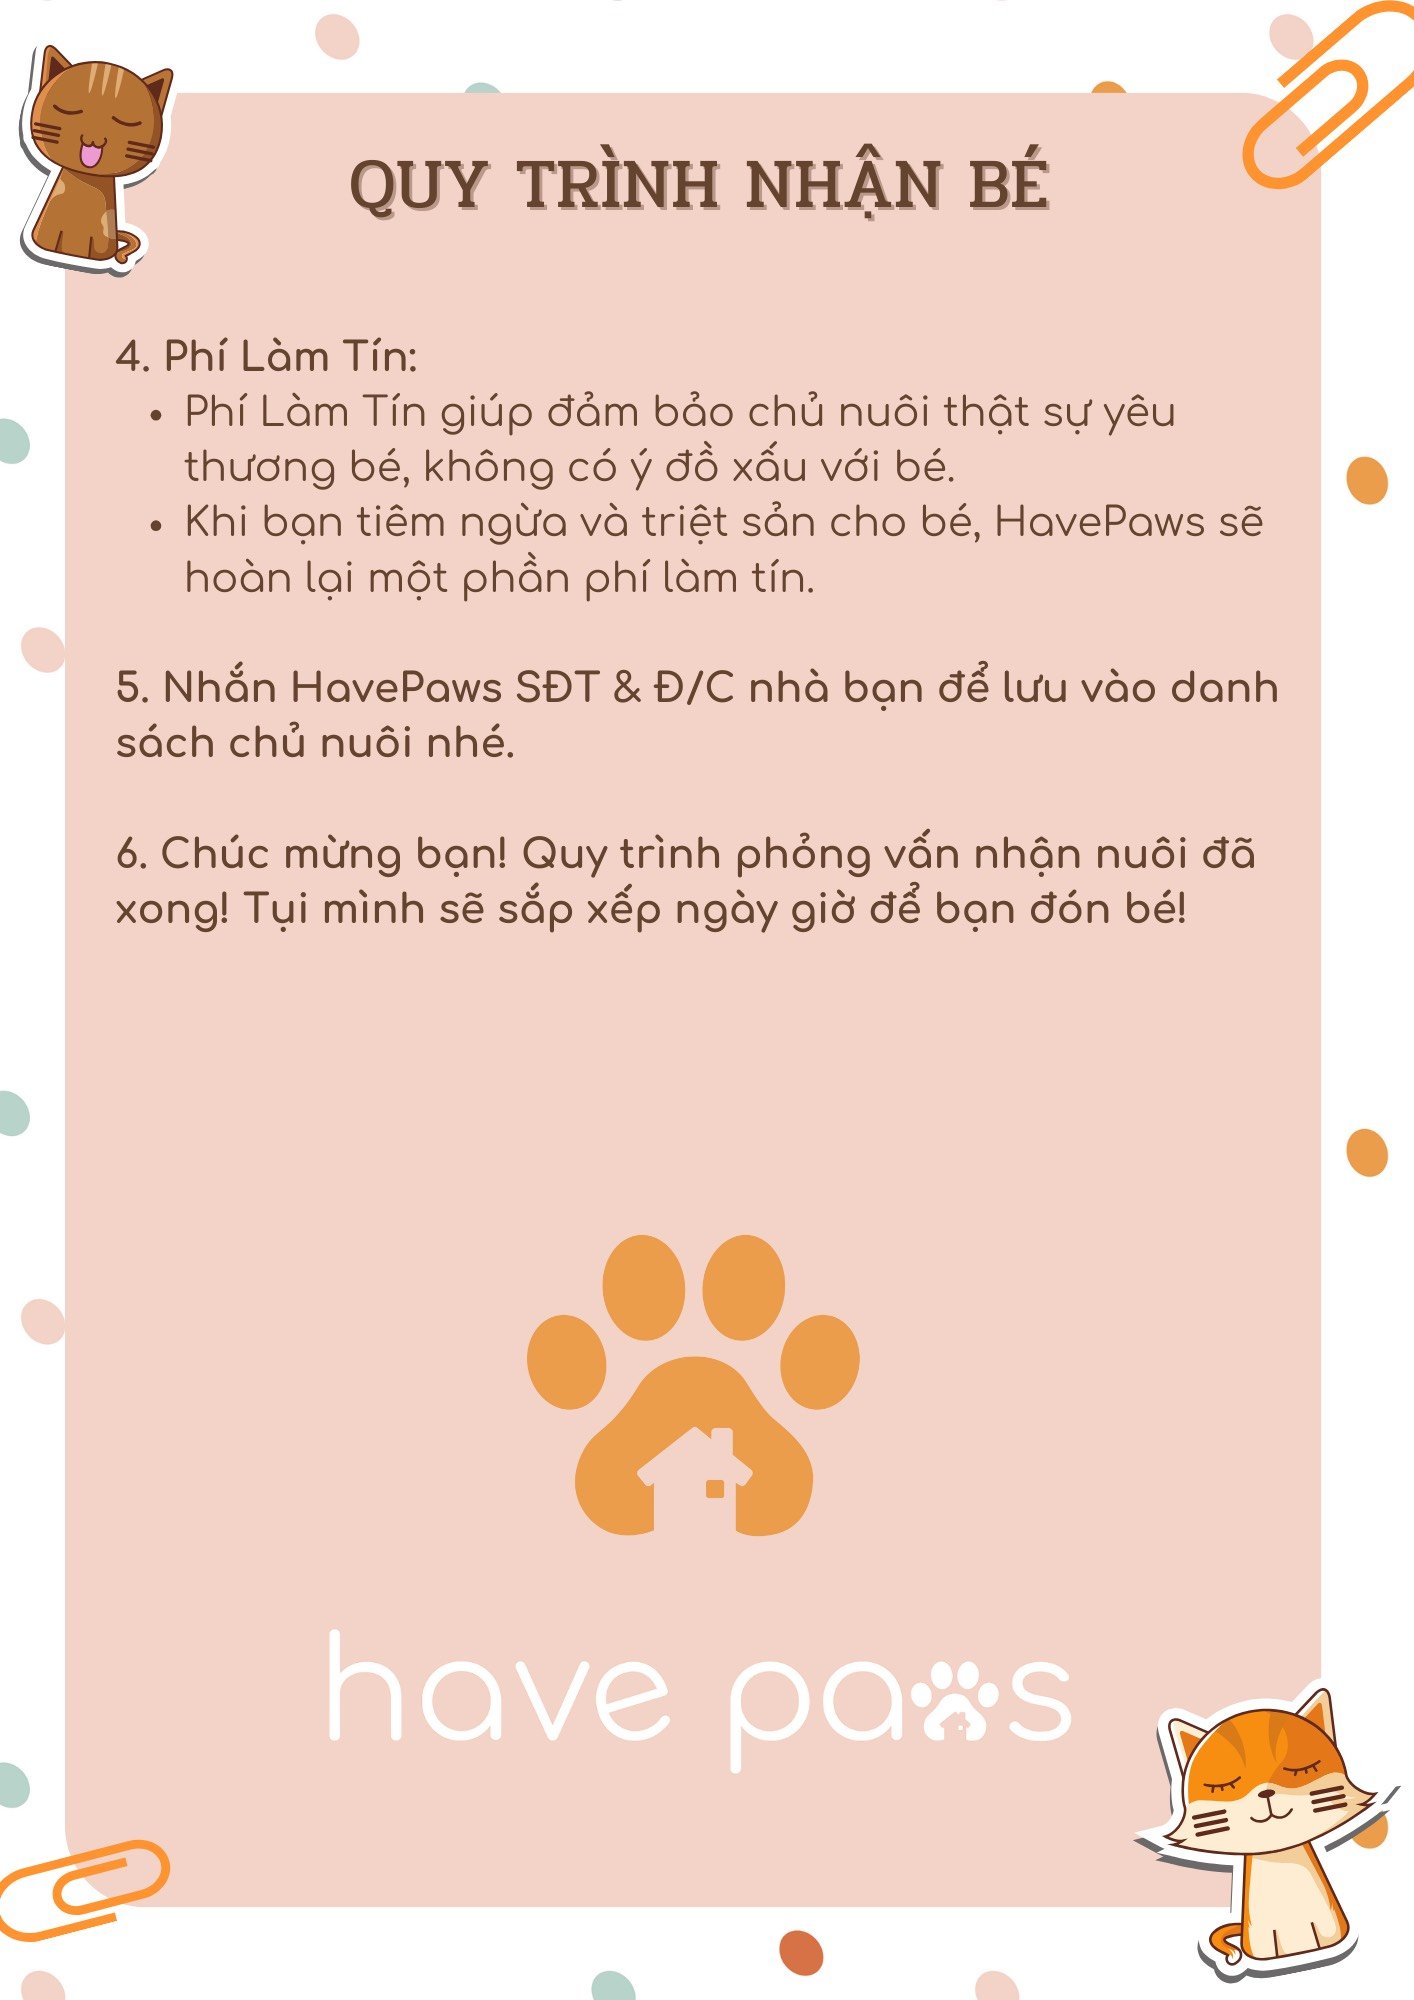 QUY TRÌNH NHẬN BÉ
4. Phí Làm Tín:
• Phí Làm Tín giúp đảm bảo chủ nuôi thật sự yêu
thương bé, không có ý đồ xấu với bé.
• Khi bạn tiêm ngừa và triệt sản cho bé, HavePaws sẽ
hoàn lại một phần phí làm tín.
5. Nhắn HavePaws SĐT & Đ/C nhà bạn để lưu vào danh
sách chủ nuôi nhé.
6. Chúc mừng bạn! Quy trình phỏng vấn nhận nuôi đã
xong! Tụi mình sẽ sắp xếp ngày giờ để bạn đón bé!
have paws